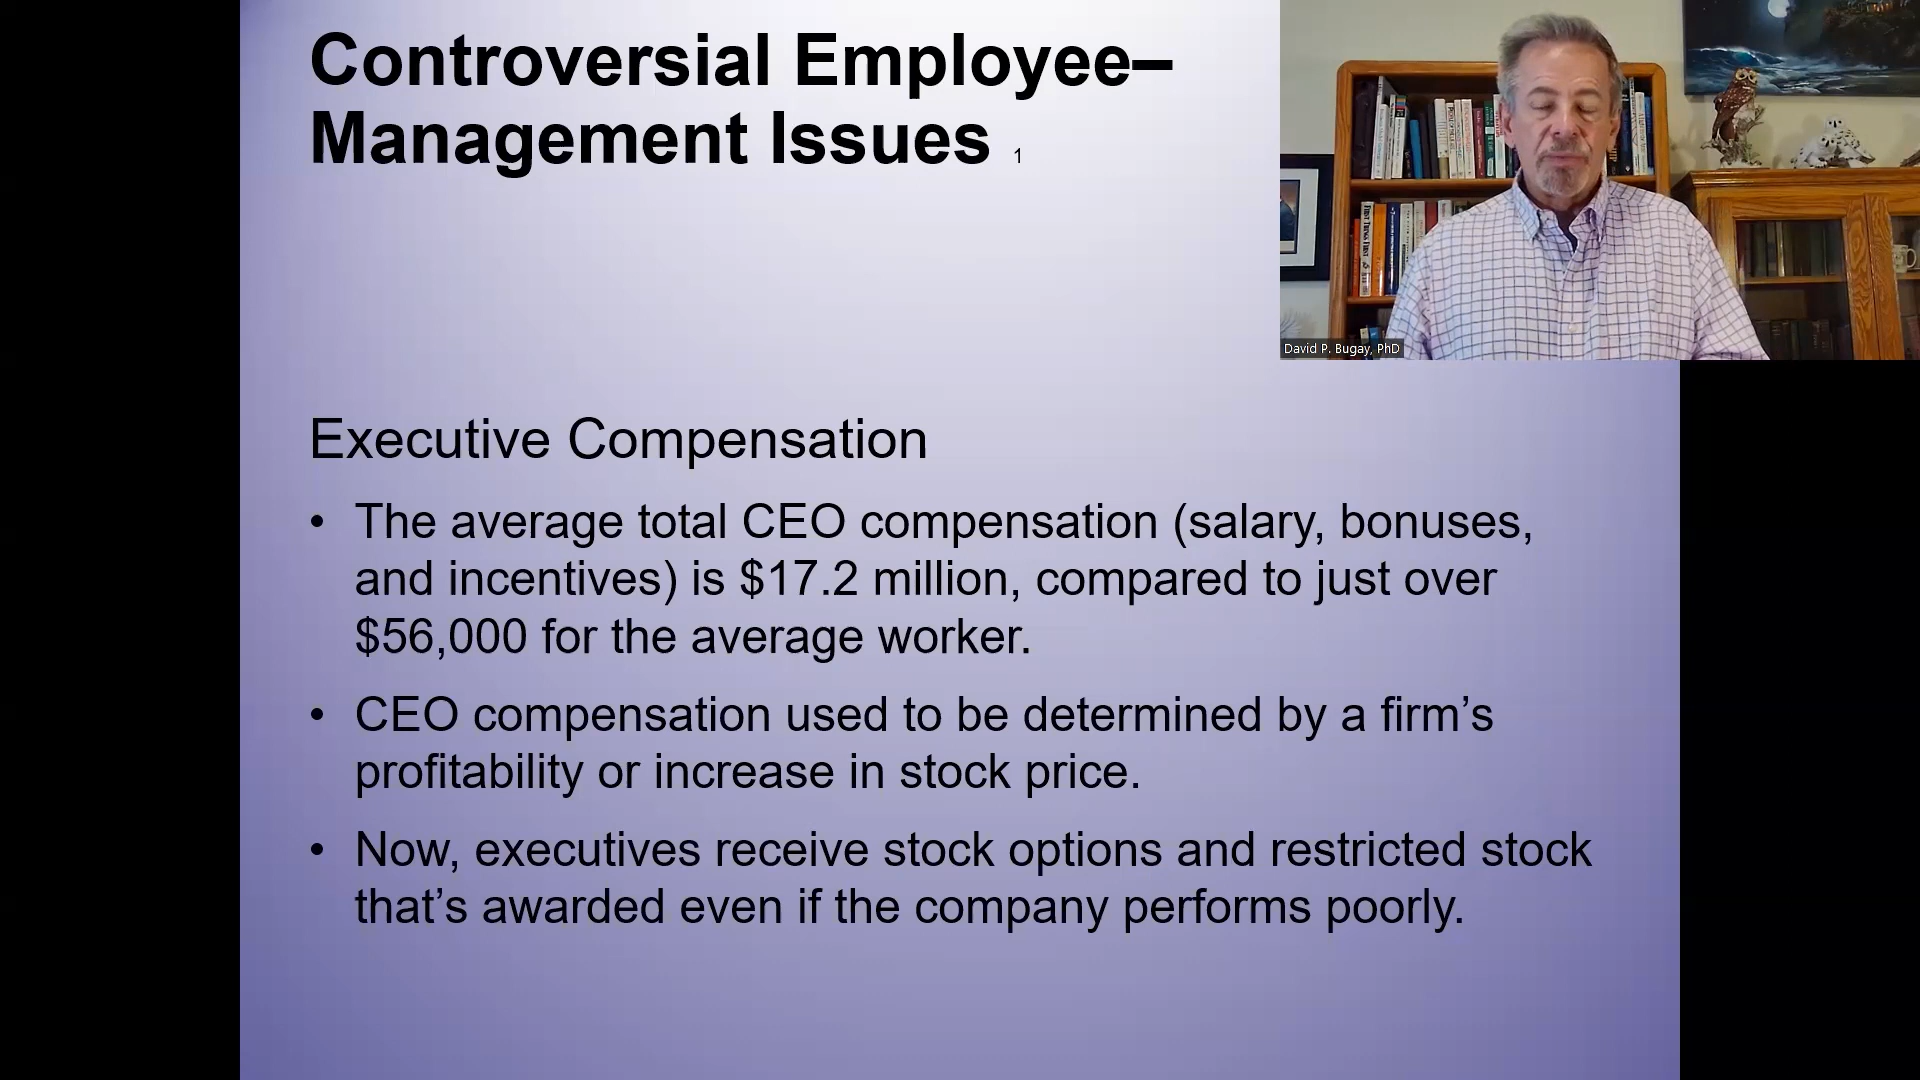 Controversial Employee–
Management Issues 1
David P. Bugay, PhD
FIRST THINGS FIRST
Executive Compensation
• The average total CEO compensation (salary, bonuses,
and incentives) is $17.2 million, compared to just over
$56,000 for the average worker.
• CEO compensation used to be determined by a firm’s
profitability or increase in stock price.
• Now, executives receive stock options and restricted stock
that’s awarded even if the company performs poorly.